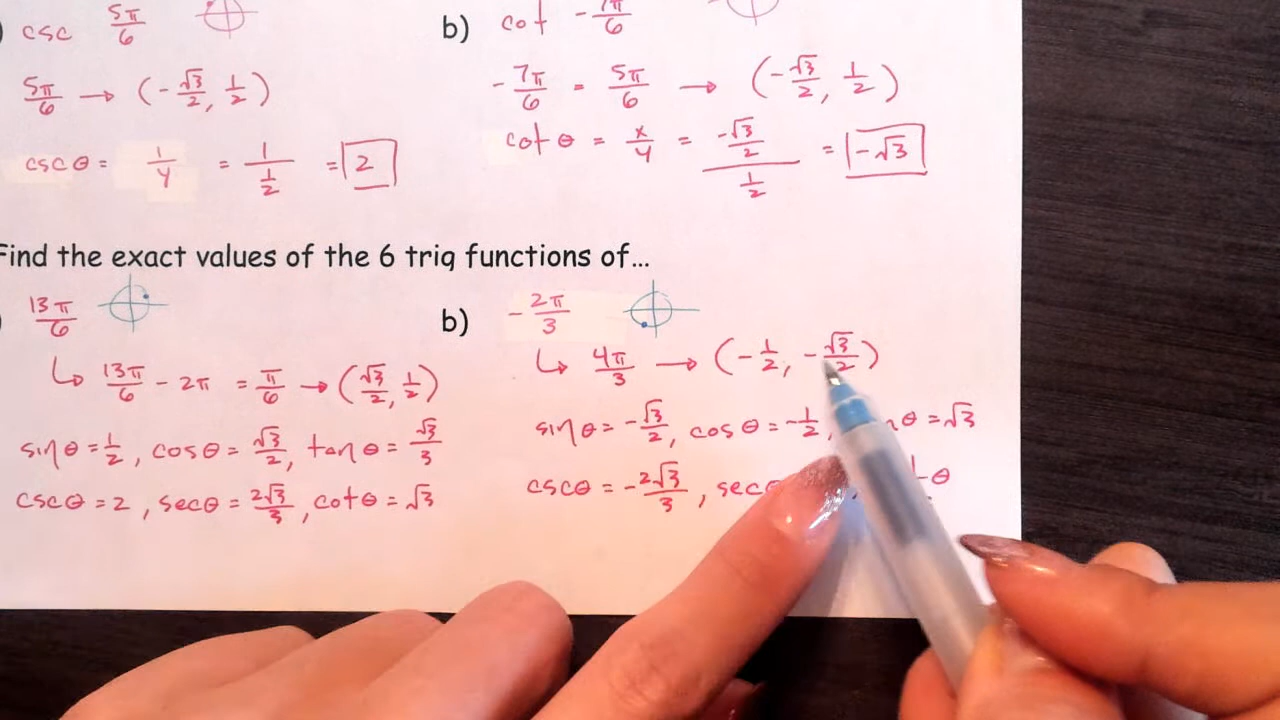 csc 5π/6
b) cot -7π/6
5π/6 → (-√3/2, 1/2)
-7π/6 = 5π/6 → (-√3/2, 1/2)
cscθ = 1/y = 1/(1/2) = 2
cot θ = x/y = (-√3/2)/(1/2) = -√3
Find the exact values of the 6 trig functions of...
13π/6
b) -2π/3
↳ 13π/6 - 2π = π/6 → (√3/2, 1/2)
↳ 4π/3 → (-1/2, -√3/2)
sinθ = 1/2, cosθ = √3/2, tanθ = √3/3
sinθ = -√3/2, cosθ = -1/2, nθ = √3
cscθ = 2, secθ = 2√3/3, cotθ = √3
cscθ = -2√3/3, secθ θ